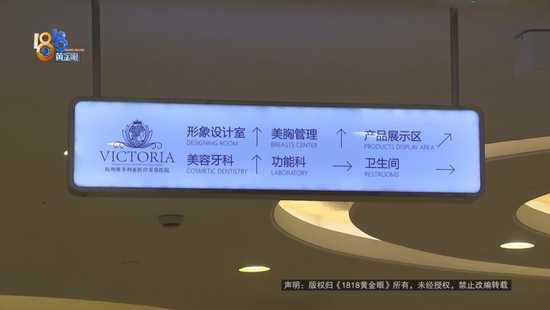 1818
黄金眼
VICTORIA
杭州维多利亚医疗美容医院
形象设计室
DESIGNING ROOM
美容牙科
COSMETIC DENTISTRY
美胸管理
BREASTS CENTER
功能科
LABORATORY
产品展示区
PRODUCTS DISPLAY AREA
卫生间
RESTROOMS
声明：版权归《1818黄金眼》所有，未经授权，禁止改编转载